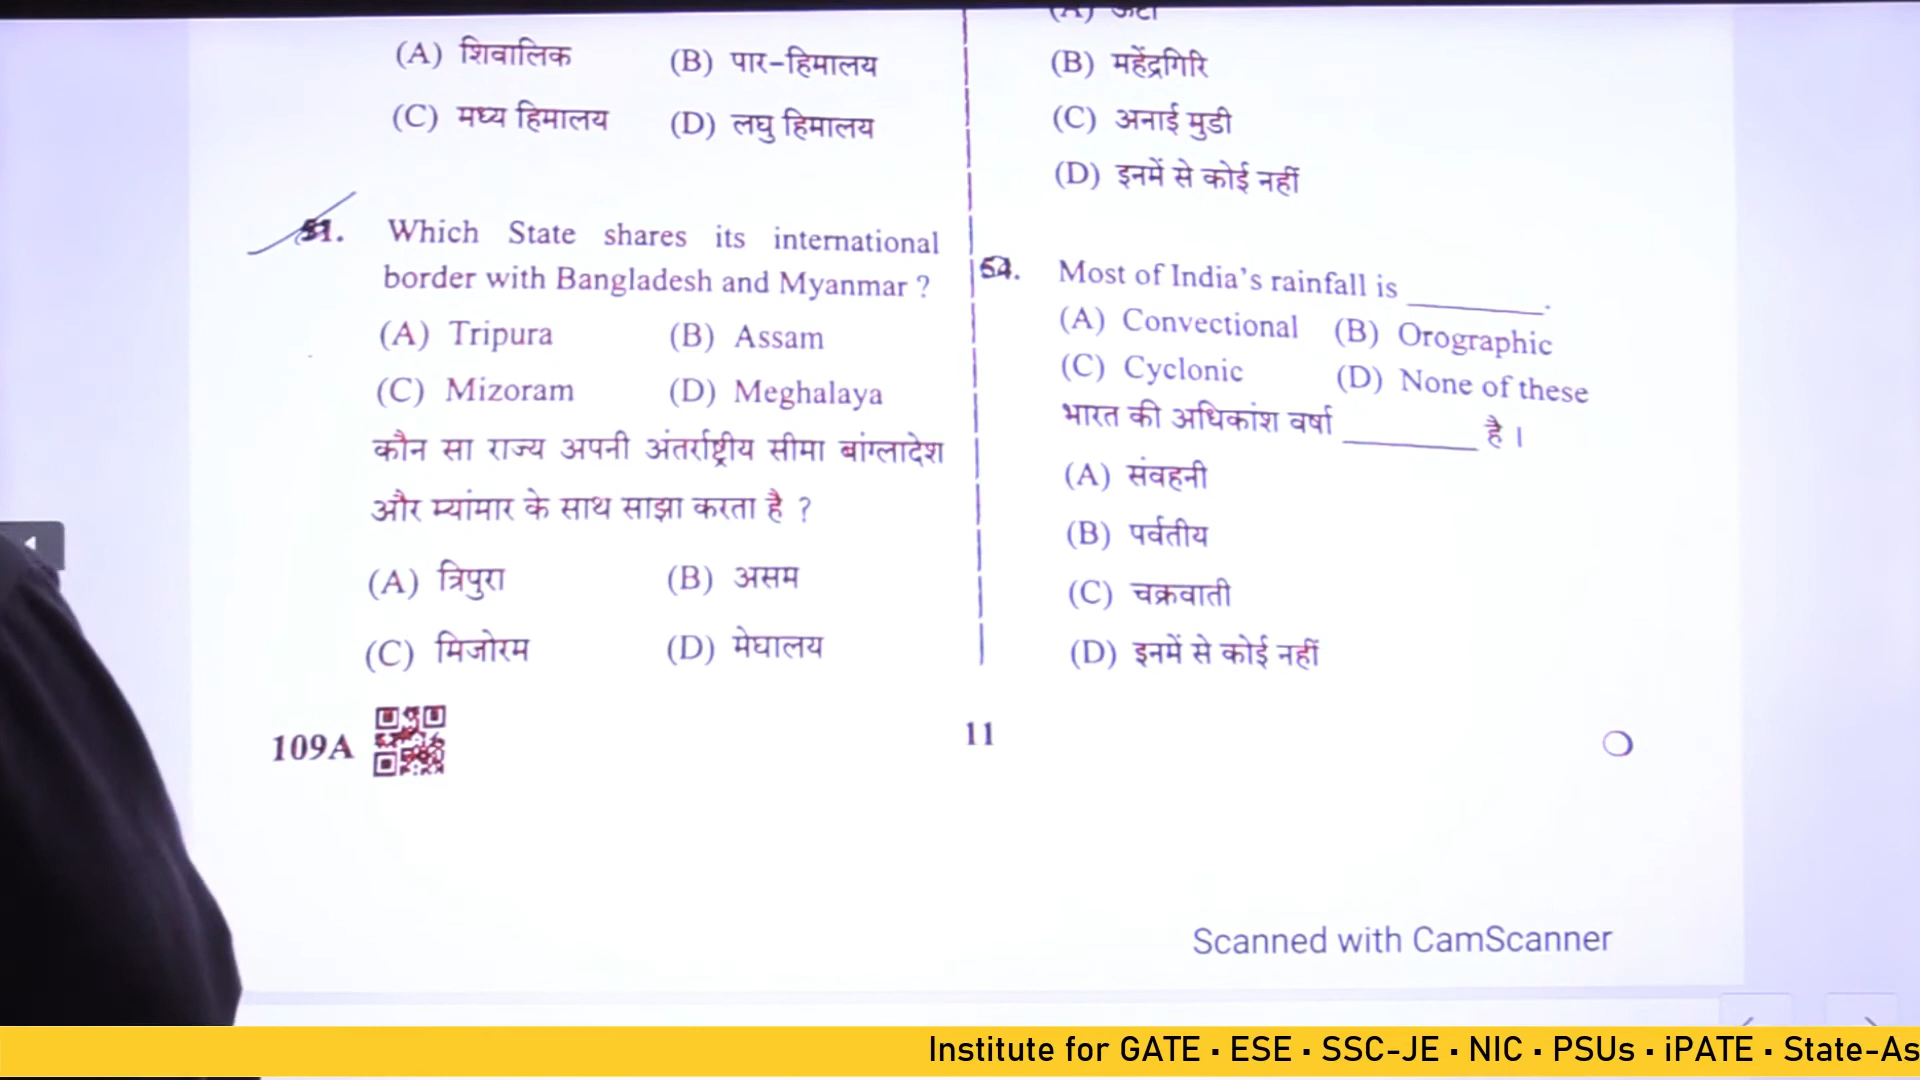 (A) शिवालिक (B) पार-हिमालय
(C) मध्य हिमालय (D) लघु हिमालय
51. Which State shares its international
border with Bangladesh and Myanmar ?
(A) Tripura (B) Assam
(C) Mizoram (D) Meghalaya
कौन सा राज्य अपनी अंतर्राष्ट्रीय सीमा बांग्लादेश
और म्यांमार के साथ साझा करता है ?
(A) त्रिपुरा (B) असम
(C) मिजोरम (D) मेघालय
(B) महेंद्रगिरि
(C) अनाई मुडी
(D) इनमें से कोई नहीं
54. Most of India's rainfall is ________.
(A) Convectional (B) Orographic
(C) Cyclonic (D) None of these
भारत की अधिकांश वर्षा ________ है ।
(A) संवहनी
(B) पर्वतीय
(C) चक्रवाती
(D) इनमें से कोई नहीं
109A
11
Scanned with CamScanner
Institute for GATE ▪ ESE ▪ SSC-JE ▪ NIC ▪ PSUs ▪ iPATE ▪ State-As